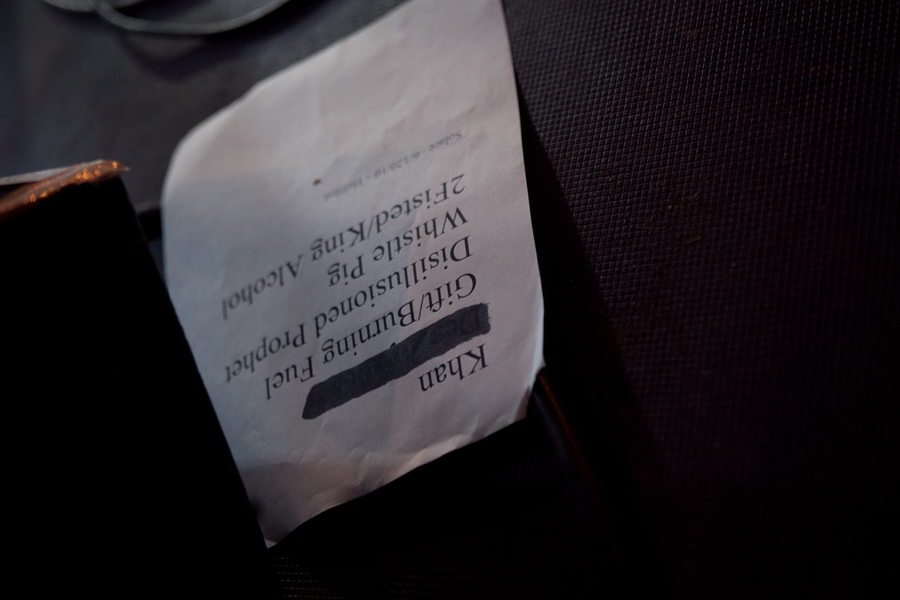 Khan
Gift/Burning Fuel
Disillusioned Prophet
Whistle Pig
2Fisted/King Alcohol